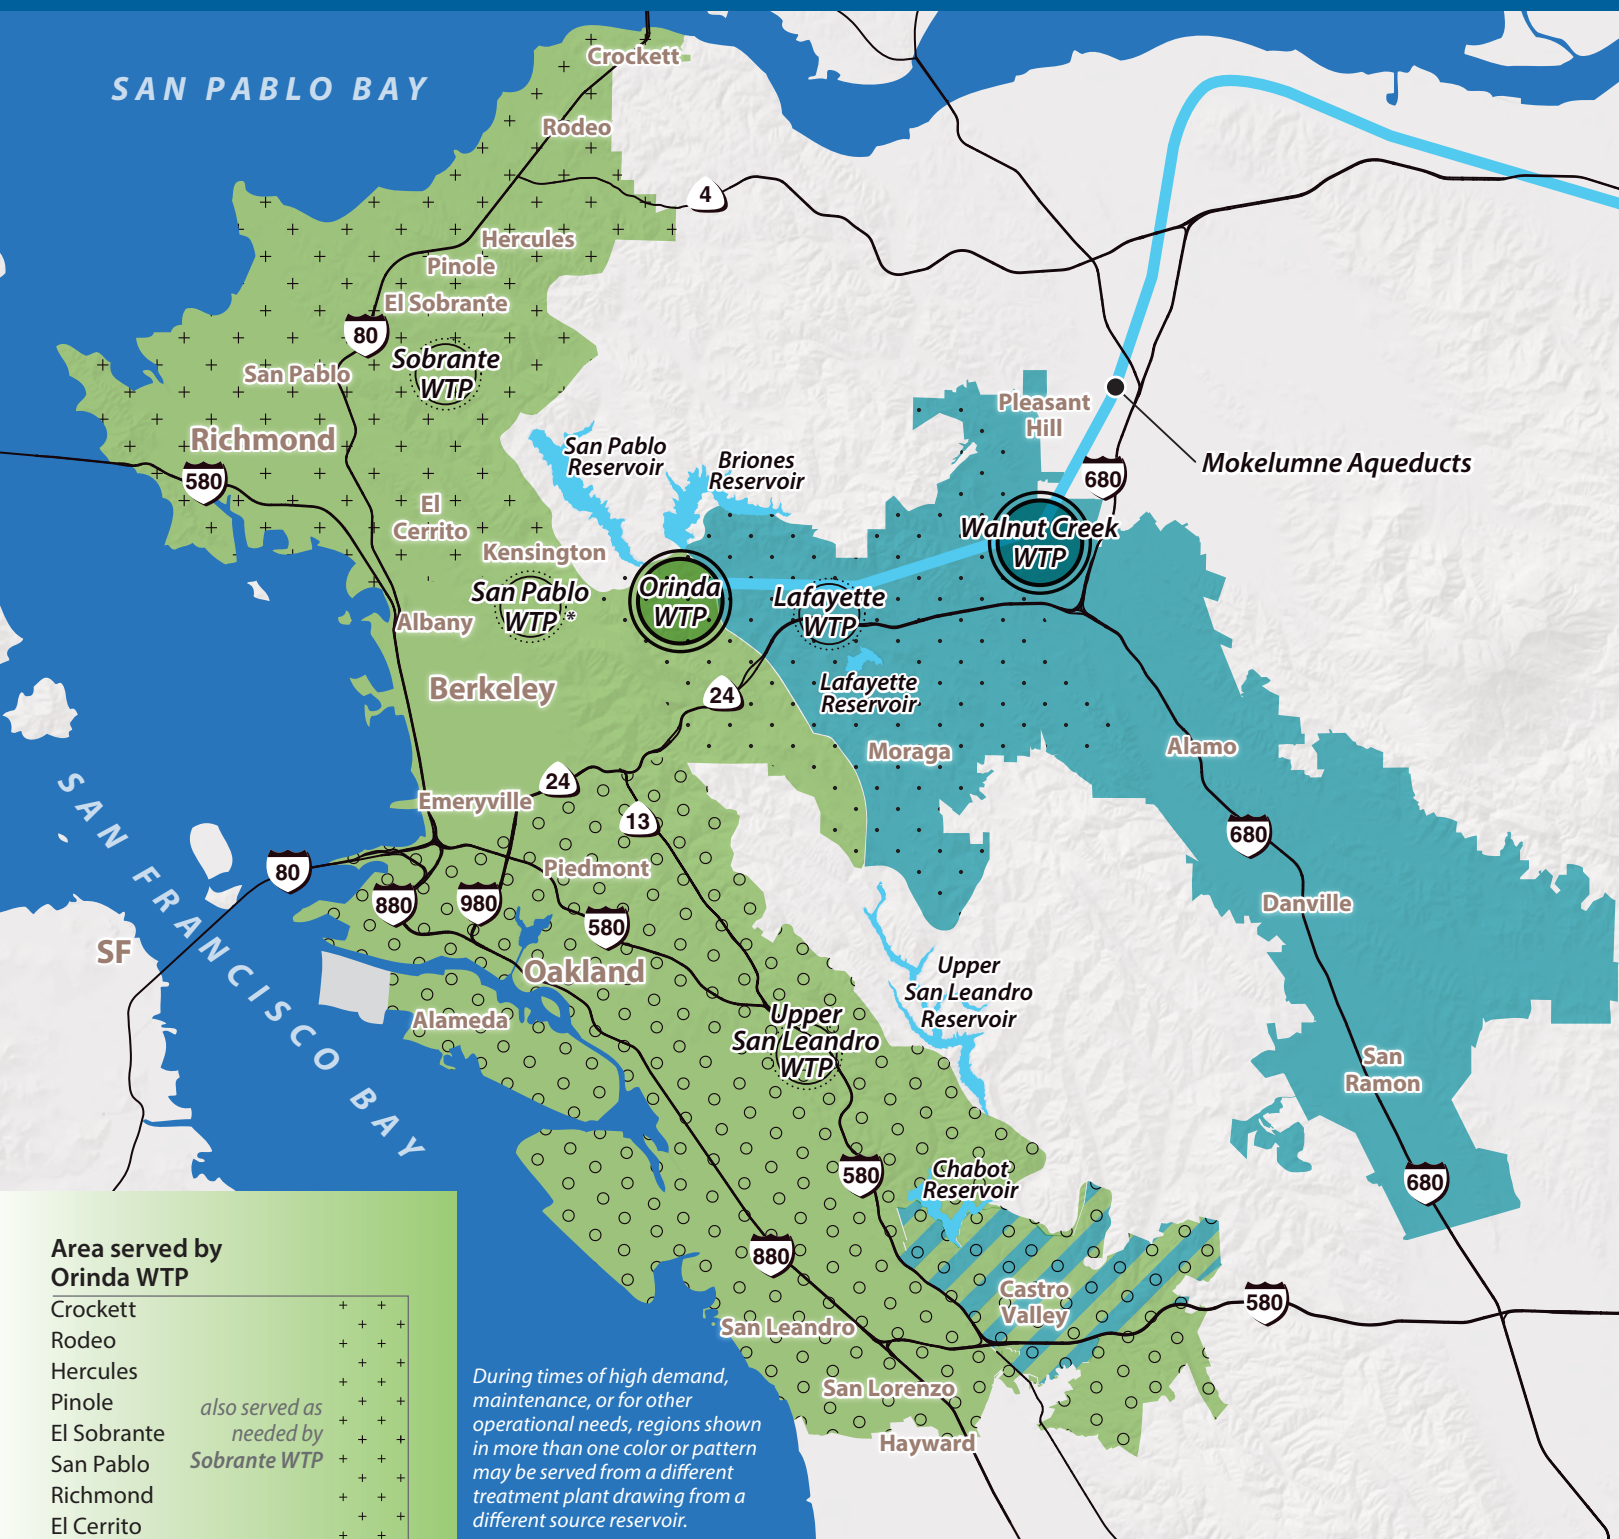 SAN PABLO BAY
Crockett
Rodeo
4
Hercules
Pinole
El Sobrante
80
Sobrante
WTP
San Pablo
Richmond
580
El
Cerrito
Kensington
San Pablo
Reservoir
Briones
Reservoir
Pleasant
Hill
680
Mokelumne Aqueducts
Walnut Creek
WTP
San Pablo
WTP *
Orinda
WTP
Lafayette
WTP
Albany
Berkeley
24
Lafayette
Reservoir
Moraga
Alamo
24
Emeryville
13
680
80
Piedmont
880
980
580
Danville
SF
SAN FRANCISCO BAY
Oakland
Alameda
Upper
San Leandro
Reservoir
Upper
San Leandro
WTP
San
Ramon
580
Chabot
Reservoir
680
880
Castro
Valley
580
San Leandro
San Lorenzo
Hayward
Area served by
Orinda WTP
Crockett
Rodeo
Hercules
Pinole
El Sobrante
San Pablo
Richmond
El Cerrito
also served as
needed by
Sobrante WTP
During times of high demand,
maintenance, or for other
operational needs, regions shown
in more than one color or pattern
may be served from a different
treatment plant drawing from a
different source reservoir.